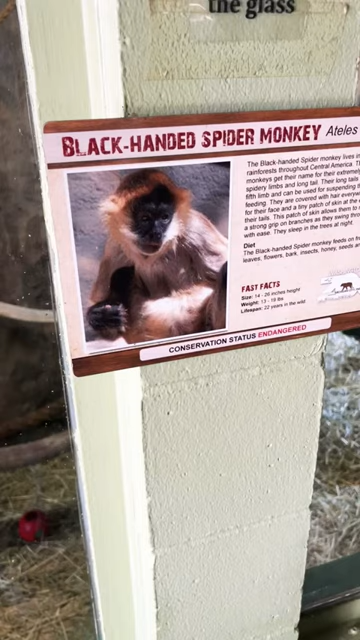 the glass
BLACK-HANDED SPIDER MONKEY Ateles
The Black-handed Spider monkey lives in
rainforests throughout Central America.
monkeys get their name for their extremely
spidery limbs and long tail. Their long tails
fifth limb and can be used for suspending
feeding. They are covered with hair everywhere
for their face and a tiny patch of skin at the
their tails. This patch of skin allows them to
a strong grip on branches as they swing
with ease. They sleep in the trees at night.
Diet
The Black-handed Spider monkey feeds on
leaves, flowers, bark, insects, honey, seeds
FAST FACTS
Size: 14 - 26 inches height
Weight: 13 - 18 lbs
Lifespan: 22 years in the wild
CONSERVATION STATUS ENDANGERED